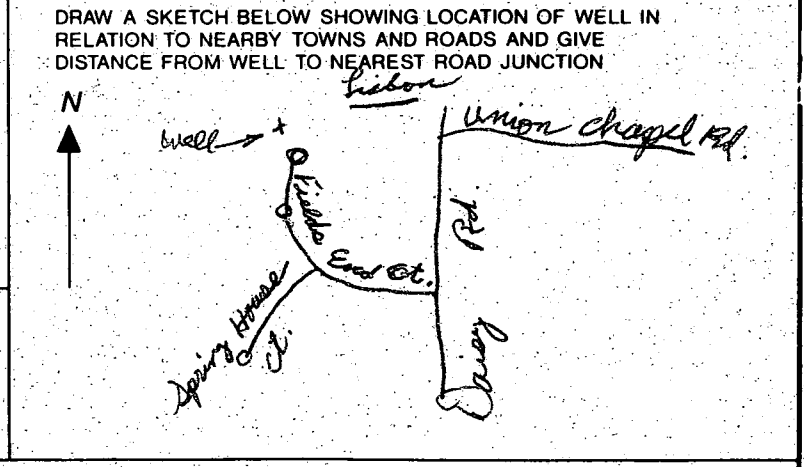 DRAW A SKETCH BELOW SHOWING LOCATION OF WELL IN
RELATION TO NEARBY TOWNS AND ROADS AND GIVE
DISTANCE FROM WELL TO NEAREST ROAD JUNCTION
Lisbon
N
Well
Union Chapel Rd.
Fields End Ct.
Daisy Rd.
Spring House Ct.